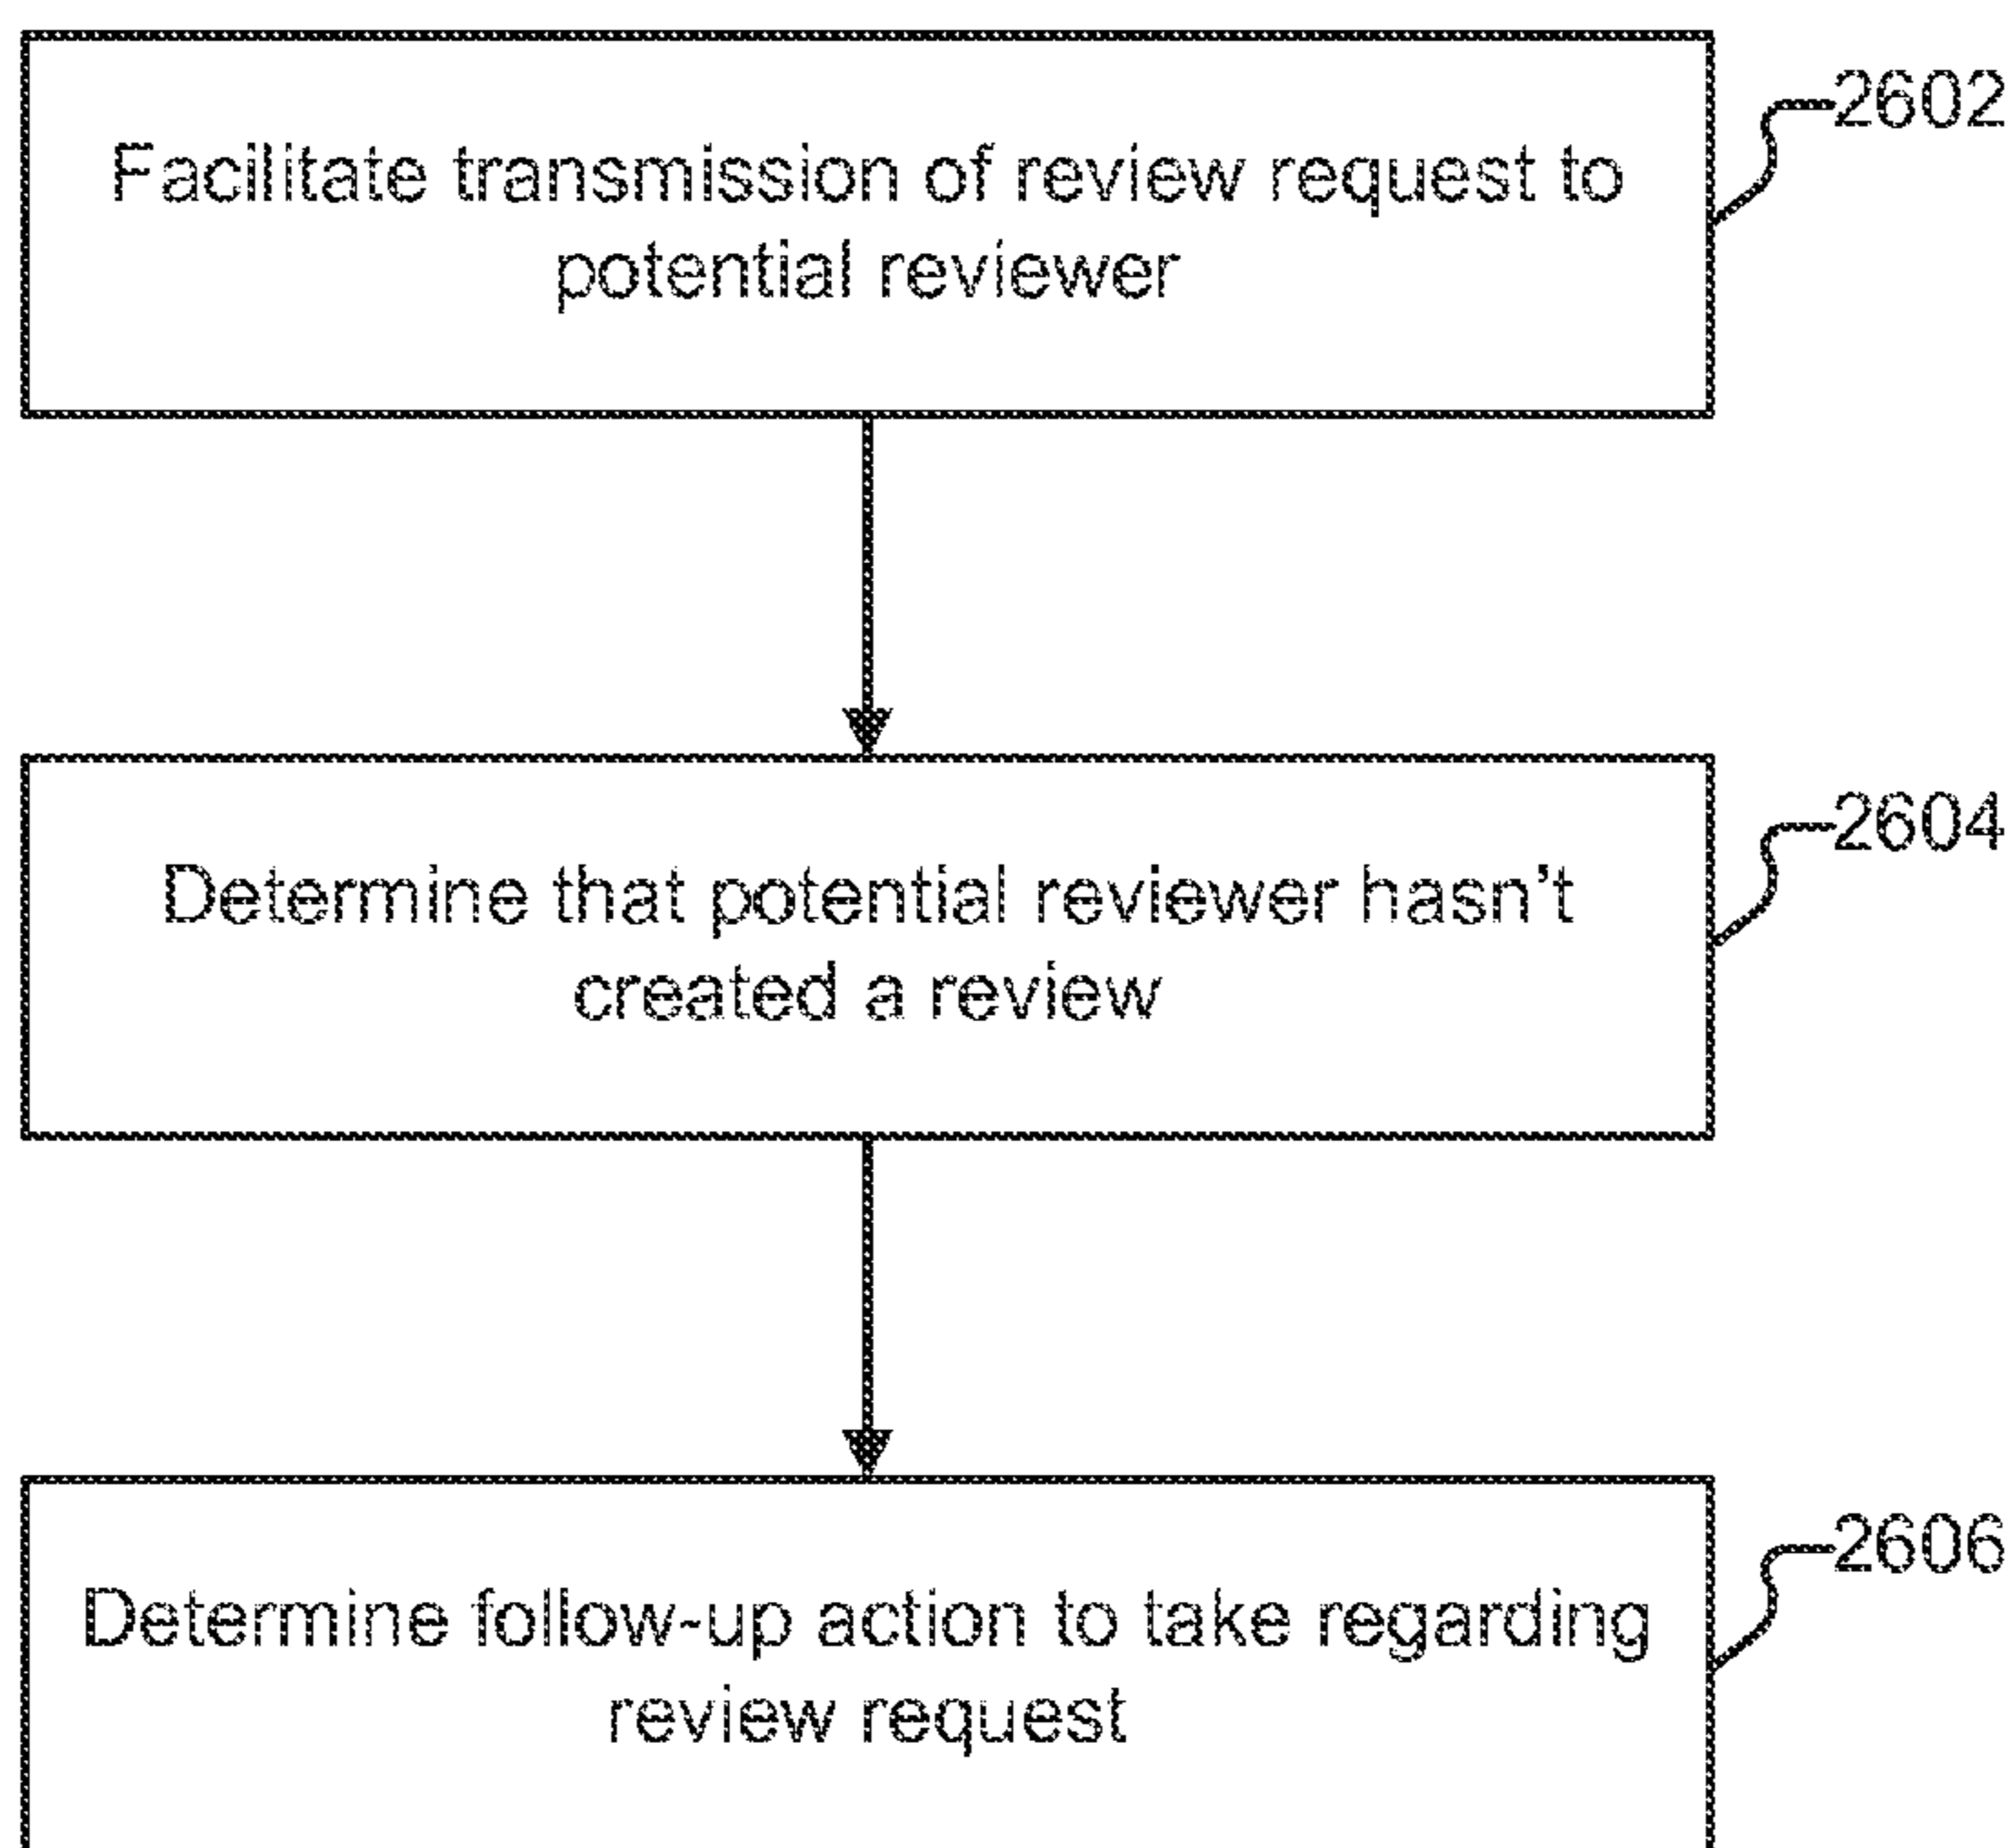 Facilitate transmission of review request to
potential reviewer
2602
Determine that potential reviewer hasn't
created a review
2604
Determine follow-up action to take regarding
review request
2606